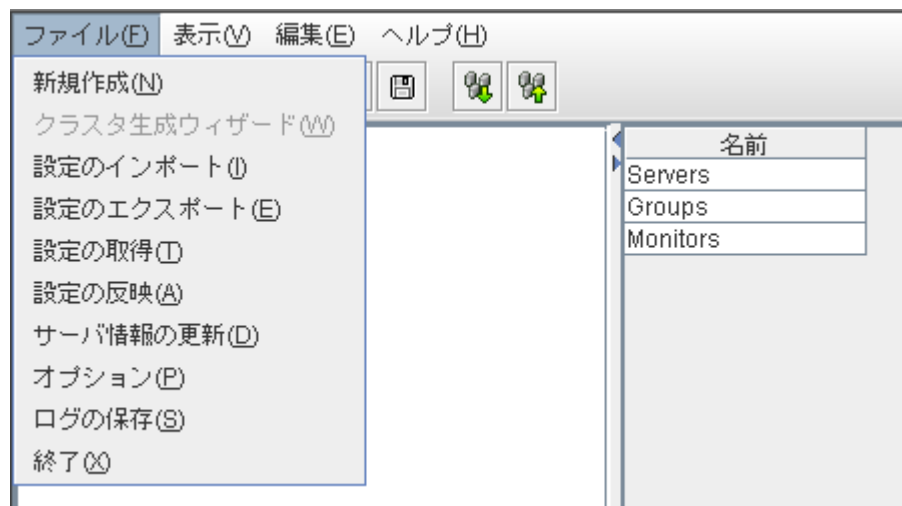 ファイル(F) 表示(V) 編集(E) ヘルプ(H)
新規作成(N)
クラスタ生成ウィザード(W)
設定のインポート(I)
設定のエクスポート(E)
設定の取得(T)
設定の反映(A)
サーバ情報の更新(D)
オプション(P)
ログの保存(S)
終了(X)
名前
Servers
Groups
Monitors